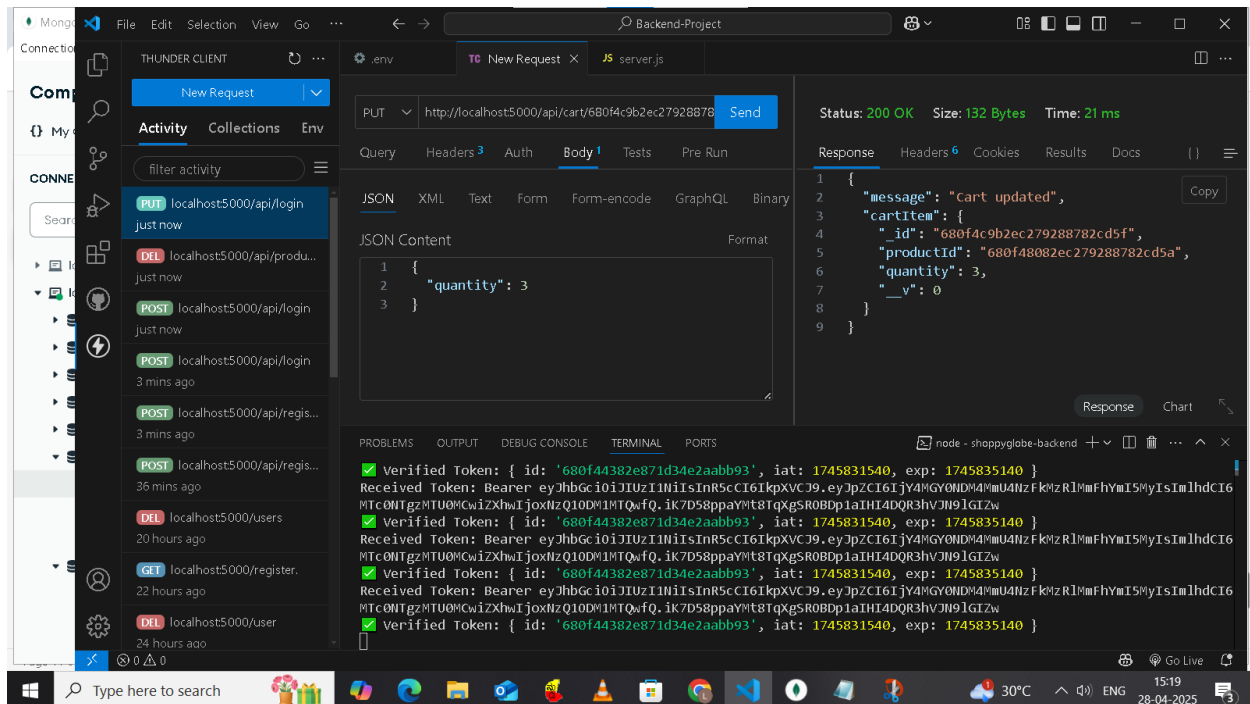 Mongo
File Edit Selection View Go ··· Backend-Project
Connection
Comp
{} My
CONNE
Sear
THUNDER CLIENT
New Request
Activity Collections Env
filter activity
PUT localhost:5000/api/login
just now
DEL localhost:5000/api/produ...
just now
POST localhost:5000/api/login
just now
POST localhost:5000/api/login
3 mins ago
POST localhost:5000/api/regis...
3 mins ago
POST localhost:5000/api/regis...
36 mins ago
DEL localhost:5000/users
20 hours ago
GET localhost:5000/register.
22 hours ago
DEL localhost:5000/user
24 hours ago
.env TC New Request JS server.js
PUT http://localhost:5000/api/cart/680f4c9b2ec27928878 Send
Query Headers 3 Auth Body 1 Tests Pre Run
JSON XML Text Form Form-encode GraphQL Binary
JSON Content Format
1 {
2 "quantity": 3
3 }
Status: 200 OK Size: 132 Bytes Time: 21 ms
Response Headers 6 Cookies Results Docs {}
Copy
1 {
2 "message": "Cart updated",
3 "cartItem": {
4 "_id": "680f4c9b2ec279288782cd5f",
5 "productId": "680f48082ec279288782cd5a",
6 "quantity": 3,
7 "__v": 0
8 }
9 }
Response Chart
PROBLEMS OUTPUT DEBUG CONSOLE TERMINAL PORTS node - shoppyglobe-backend
✅ Verified Token: { id: '680f44382e871d34e2aabb93', iat: 1745831540, exp: 1745835140 }
Received Token: Bearer eyJhbGciOiJIUzI1NiIsInR5cCI6IkpXVCJ9.eyJpZCI6IjY4MGY0NDM4MmU4NzFkMzRlMmFhYmI5MyIsImlhdCI6
MTc0NTgzMTU0MCwiZXhwIjoxNzQ1ODM1MTQwfQ.iK7D58ppaYMt8TqXgSROBDp1aIHI4DQR3hVJN9lGIZw
✅ Verified Token: { id: '680f44382e871d34e2aabb93', iat: 1745831540, exp: 1745835140 }
Received Token: Bearer eyJhbGciOiJIUzI1NiIsInR5cCI6IkpXVCJ9.eyJpZCI6IjY4MGY0NDM4MmU4NzFkMzRlMmFhYmI5MyIsImlhdCI6
MTc0NTgzMTU0MCwiZXhwIjoxNzQ1ODM1MTQwfQ.iK7D58ppaYMt8TqXgSROBDp1aIHI4DQR3hVJN9lGIZw
✅ Verified Token: { id: '680f44382e871d34e2aabb93', iat: 1745831540, exp: 1745835140 }
Received Token: Bearer eyJhbGciOiJIUzI1NiIsInR5cCI6IkpXVCJ9.eyJpZCI6IjY4MGY0NDM4MmU4NzFkMzRlMmFhYmI5MyIsImlhdCI6
MTc0NTgzMTU0MCwiZXhwIjoxNzQ1ODM1MTQwfQ.iK7D58ppaYMt8TqXgSROBDp1aIHI4DQR3hVJN9lGIZw
✅ Verified Token: { id: '680f44382e871d34e2aabb93', iat: 1745831540, exp: 1745835140 }
0 0 Go Live
Type here to search 30°C ENG 15:19
28-04-2025 3